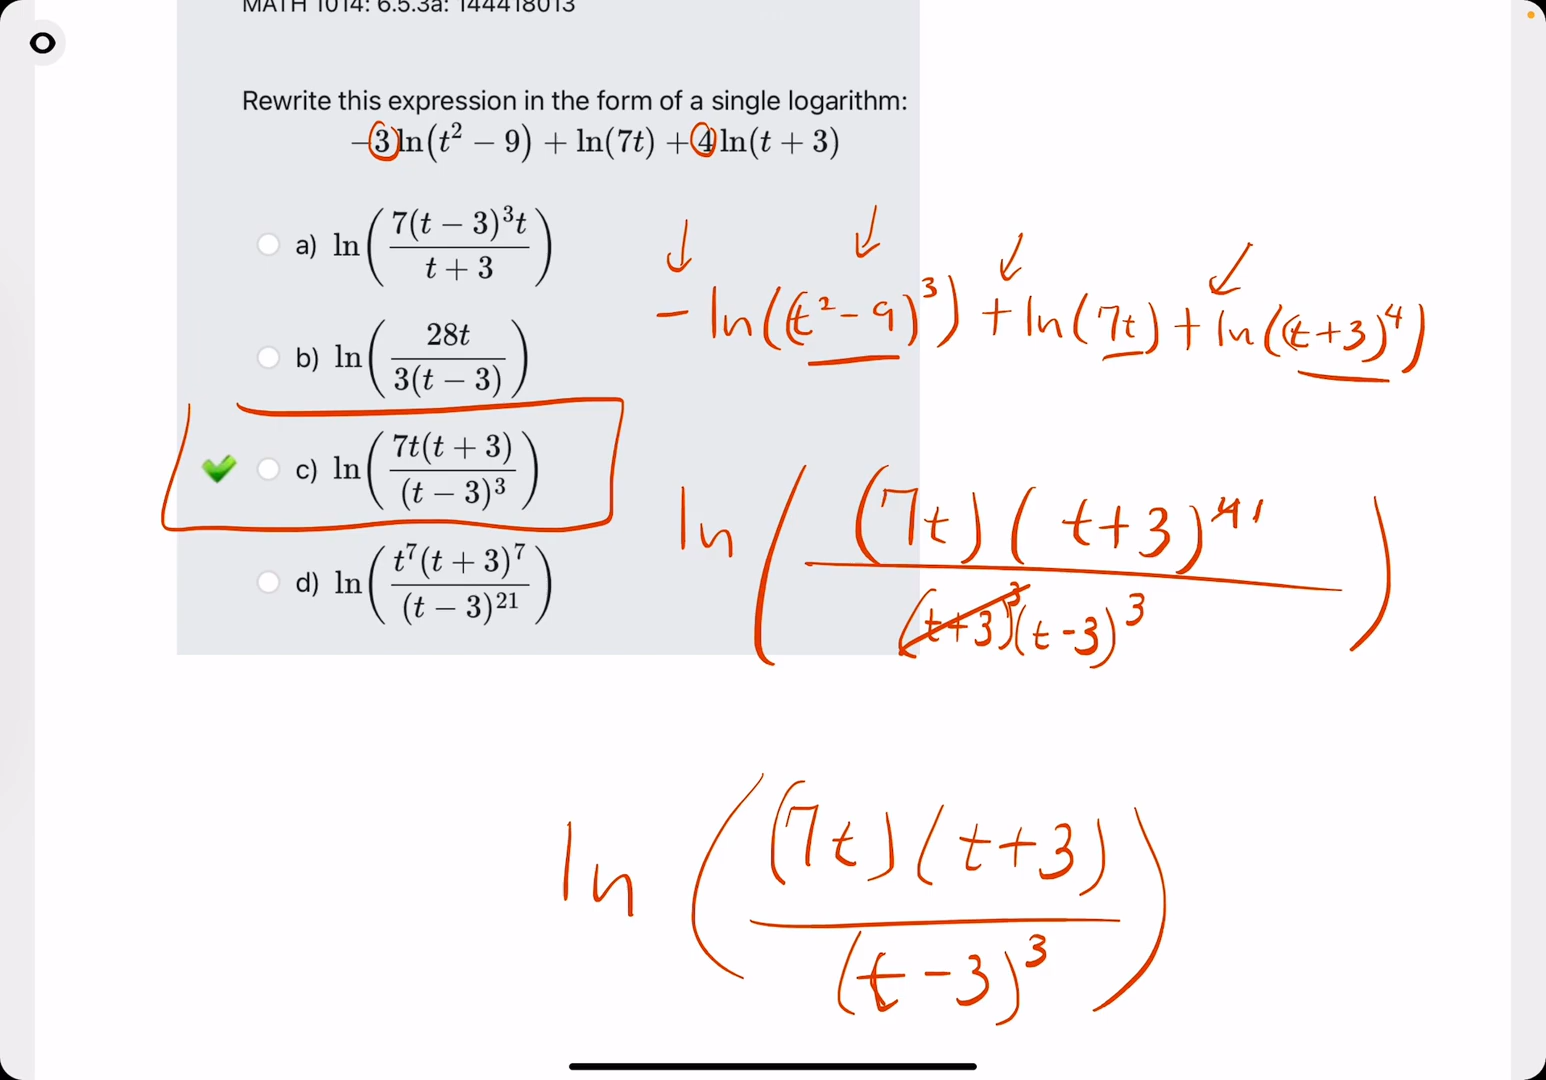 MATH 1014: 6.5.3a: 144418013
Rewrite this expression in the form of a single logarithm:
−3ln(t² − 9) + ln(7t) + 4ln(t + 3)
a) ln(7(t − 3)³t / t + 3)
b) ln(28t / 3(t − 3))
c) ln(7t(t + 3) / (t − 3)³)
d) ln(t⁷(t + 3)⁷ / (t − 3)²¹)
− ln((t² − 9)³) + ln(7t) + ln((t+3)⁴)
ln((7t)(t+3)⁴¹ / (t+3)³(t-3)³)
ln((7t)(t+3) / (t-3)³)